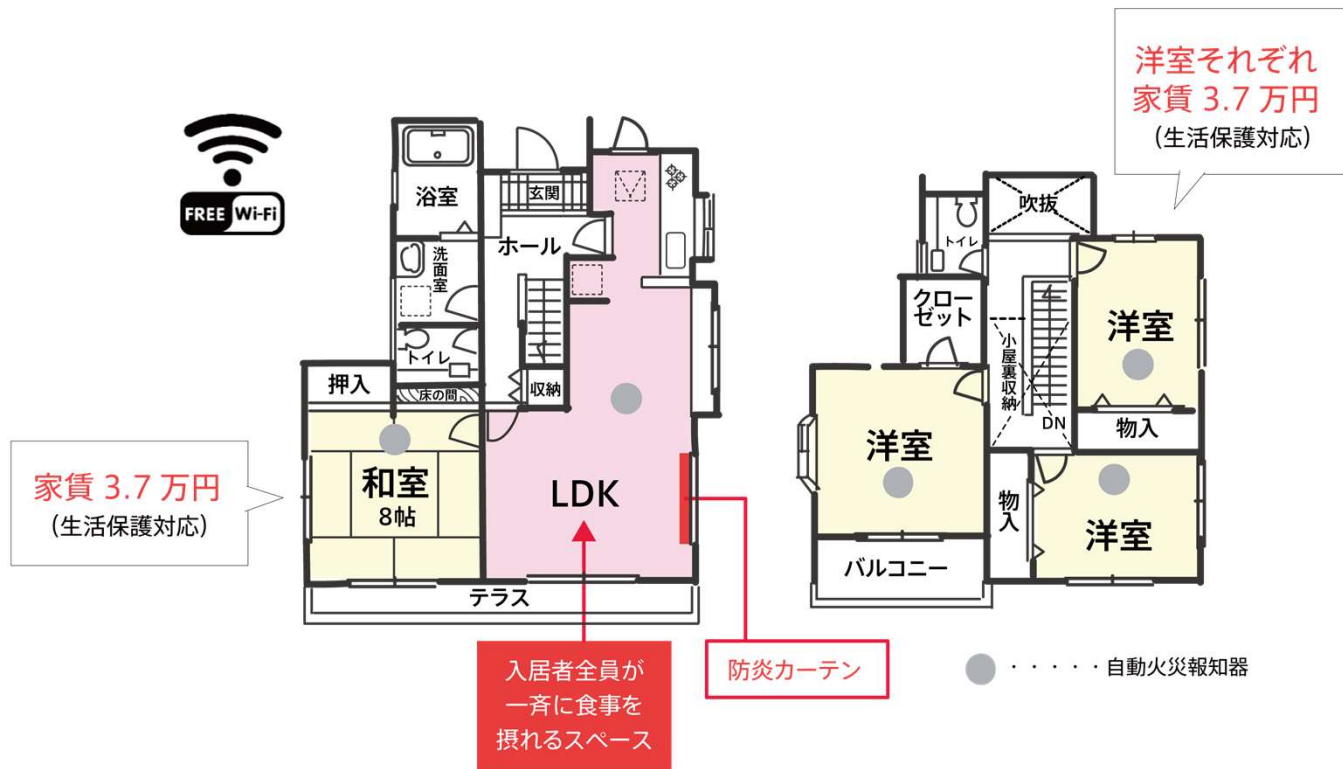 FREE Wi-Fi
浴室
玄関
ホール
洗面室
トイレ
押入
床の間
収納
和室
8帖
LDK
テラス
家賃 3.7 万円
(生活保護対応)
入居者全員が
一斉に食事を
摂れるスペース
防炎カーテン
洋室それぞれ
家賃 3.7 万円
(生活保護対応)
吹抜
トイレ
クロー
ゼット
小屋裏収納
DN
洋室
物入
洋室
物入
洋室
バルコニー
・・・・・自動火災報知器